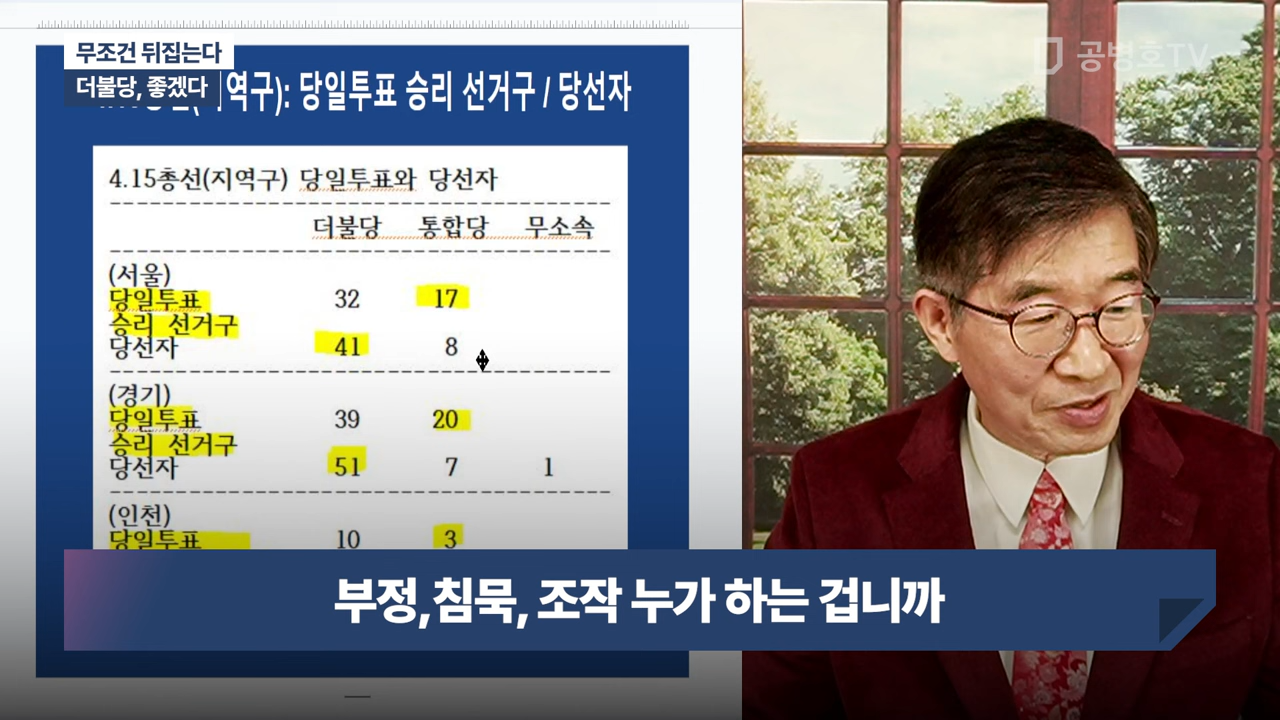 무조건 뒤집는다
더불당, 좋겠다
역구): 당일투표 승리 선거구 / 당선자
공병호TV
4.15총선(지역구) 당일투표와 당선자
더불당 통합당 무소속
(서울)
당일투표 32 17
승리 선거구
당선자 41 8
(경기)
당일투표 39 20
승리 선거구
당선자 51 7 1
(인천)
당일투표 10 3
부정,침묵, 조작 누가 하는 겁니까